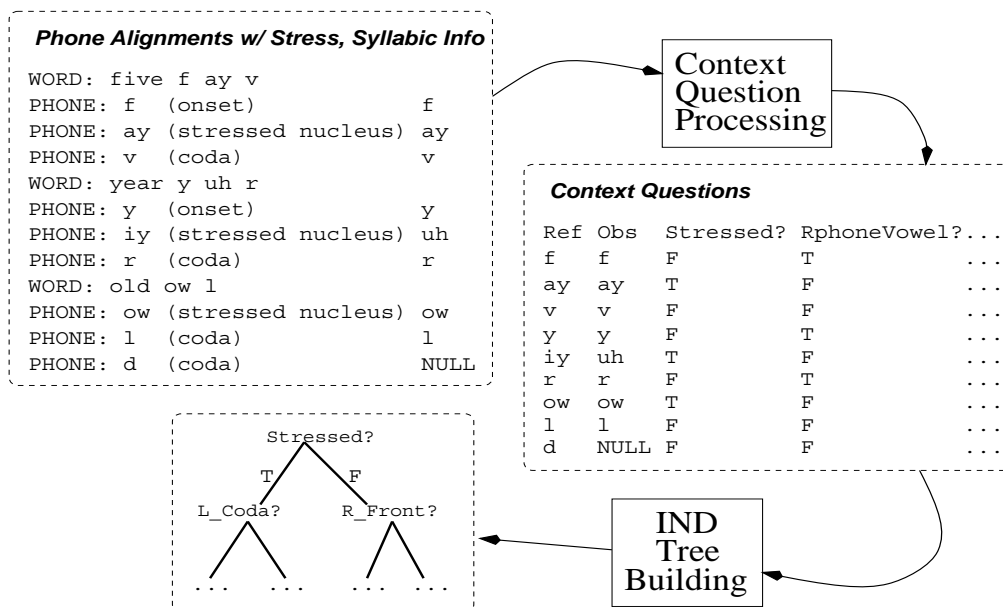 Phone Alignments w/ Stress, Syllabic Info
WORD: five f ay v
PHONE: f (onset) f
PHONE: ay (stressed nucleus) ay
PHONE: v (coda) v
WORD: year y uh r
PHONE: y (onset) y
PHONE: iy (stressed nucleus) uh
PHONE: r (coda) r
WORD: old ow l
PHONE: ow (stressed nucleus) ow
PHONE: l (coda) l
PHONE: d (coda) NULL
Context
Question
Processing
Context Questions
Ref Obs Stressed? RphoneVowel?...
f f F T ...
ay ay T F ...
v v F F ...
y y F T ...
iy uh T F ...
r r F T ...
ow ow T F ...
l l F F ...
d NULL F F ...
IND
Tree
Building
Stressed?
T F
L_Coda? R_Front?
... ... ... ...